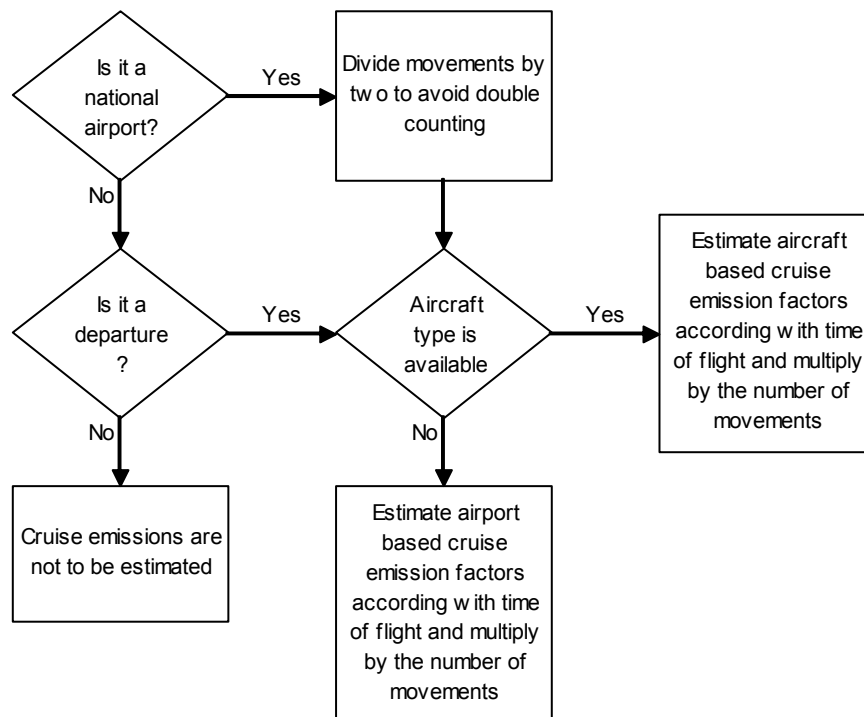 Is it a
national
airport?
Yes
Divide movements by
two to avoid double
counting
No
Is it a
departure
?
Yes
Aircraft
type is
available
Yes
Estimate aircraft
based cruise
emission factors
according with time
of flight and multiply
by the number of
movements
No
Cruise emissions are
not to be estimated
No
Estimate airport
based cruise
emission factors
according with time
of flight and multiply
by the number of
movements